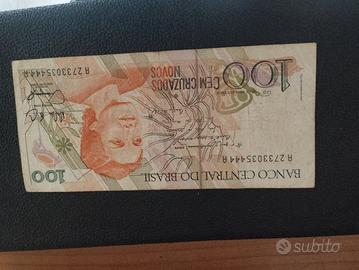 100
CEM CRUZADOS
NOVOS
A 2733035444 A
A 2733035444 A
BANCO CENTRAL DO BRASIL
100
subito